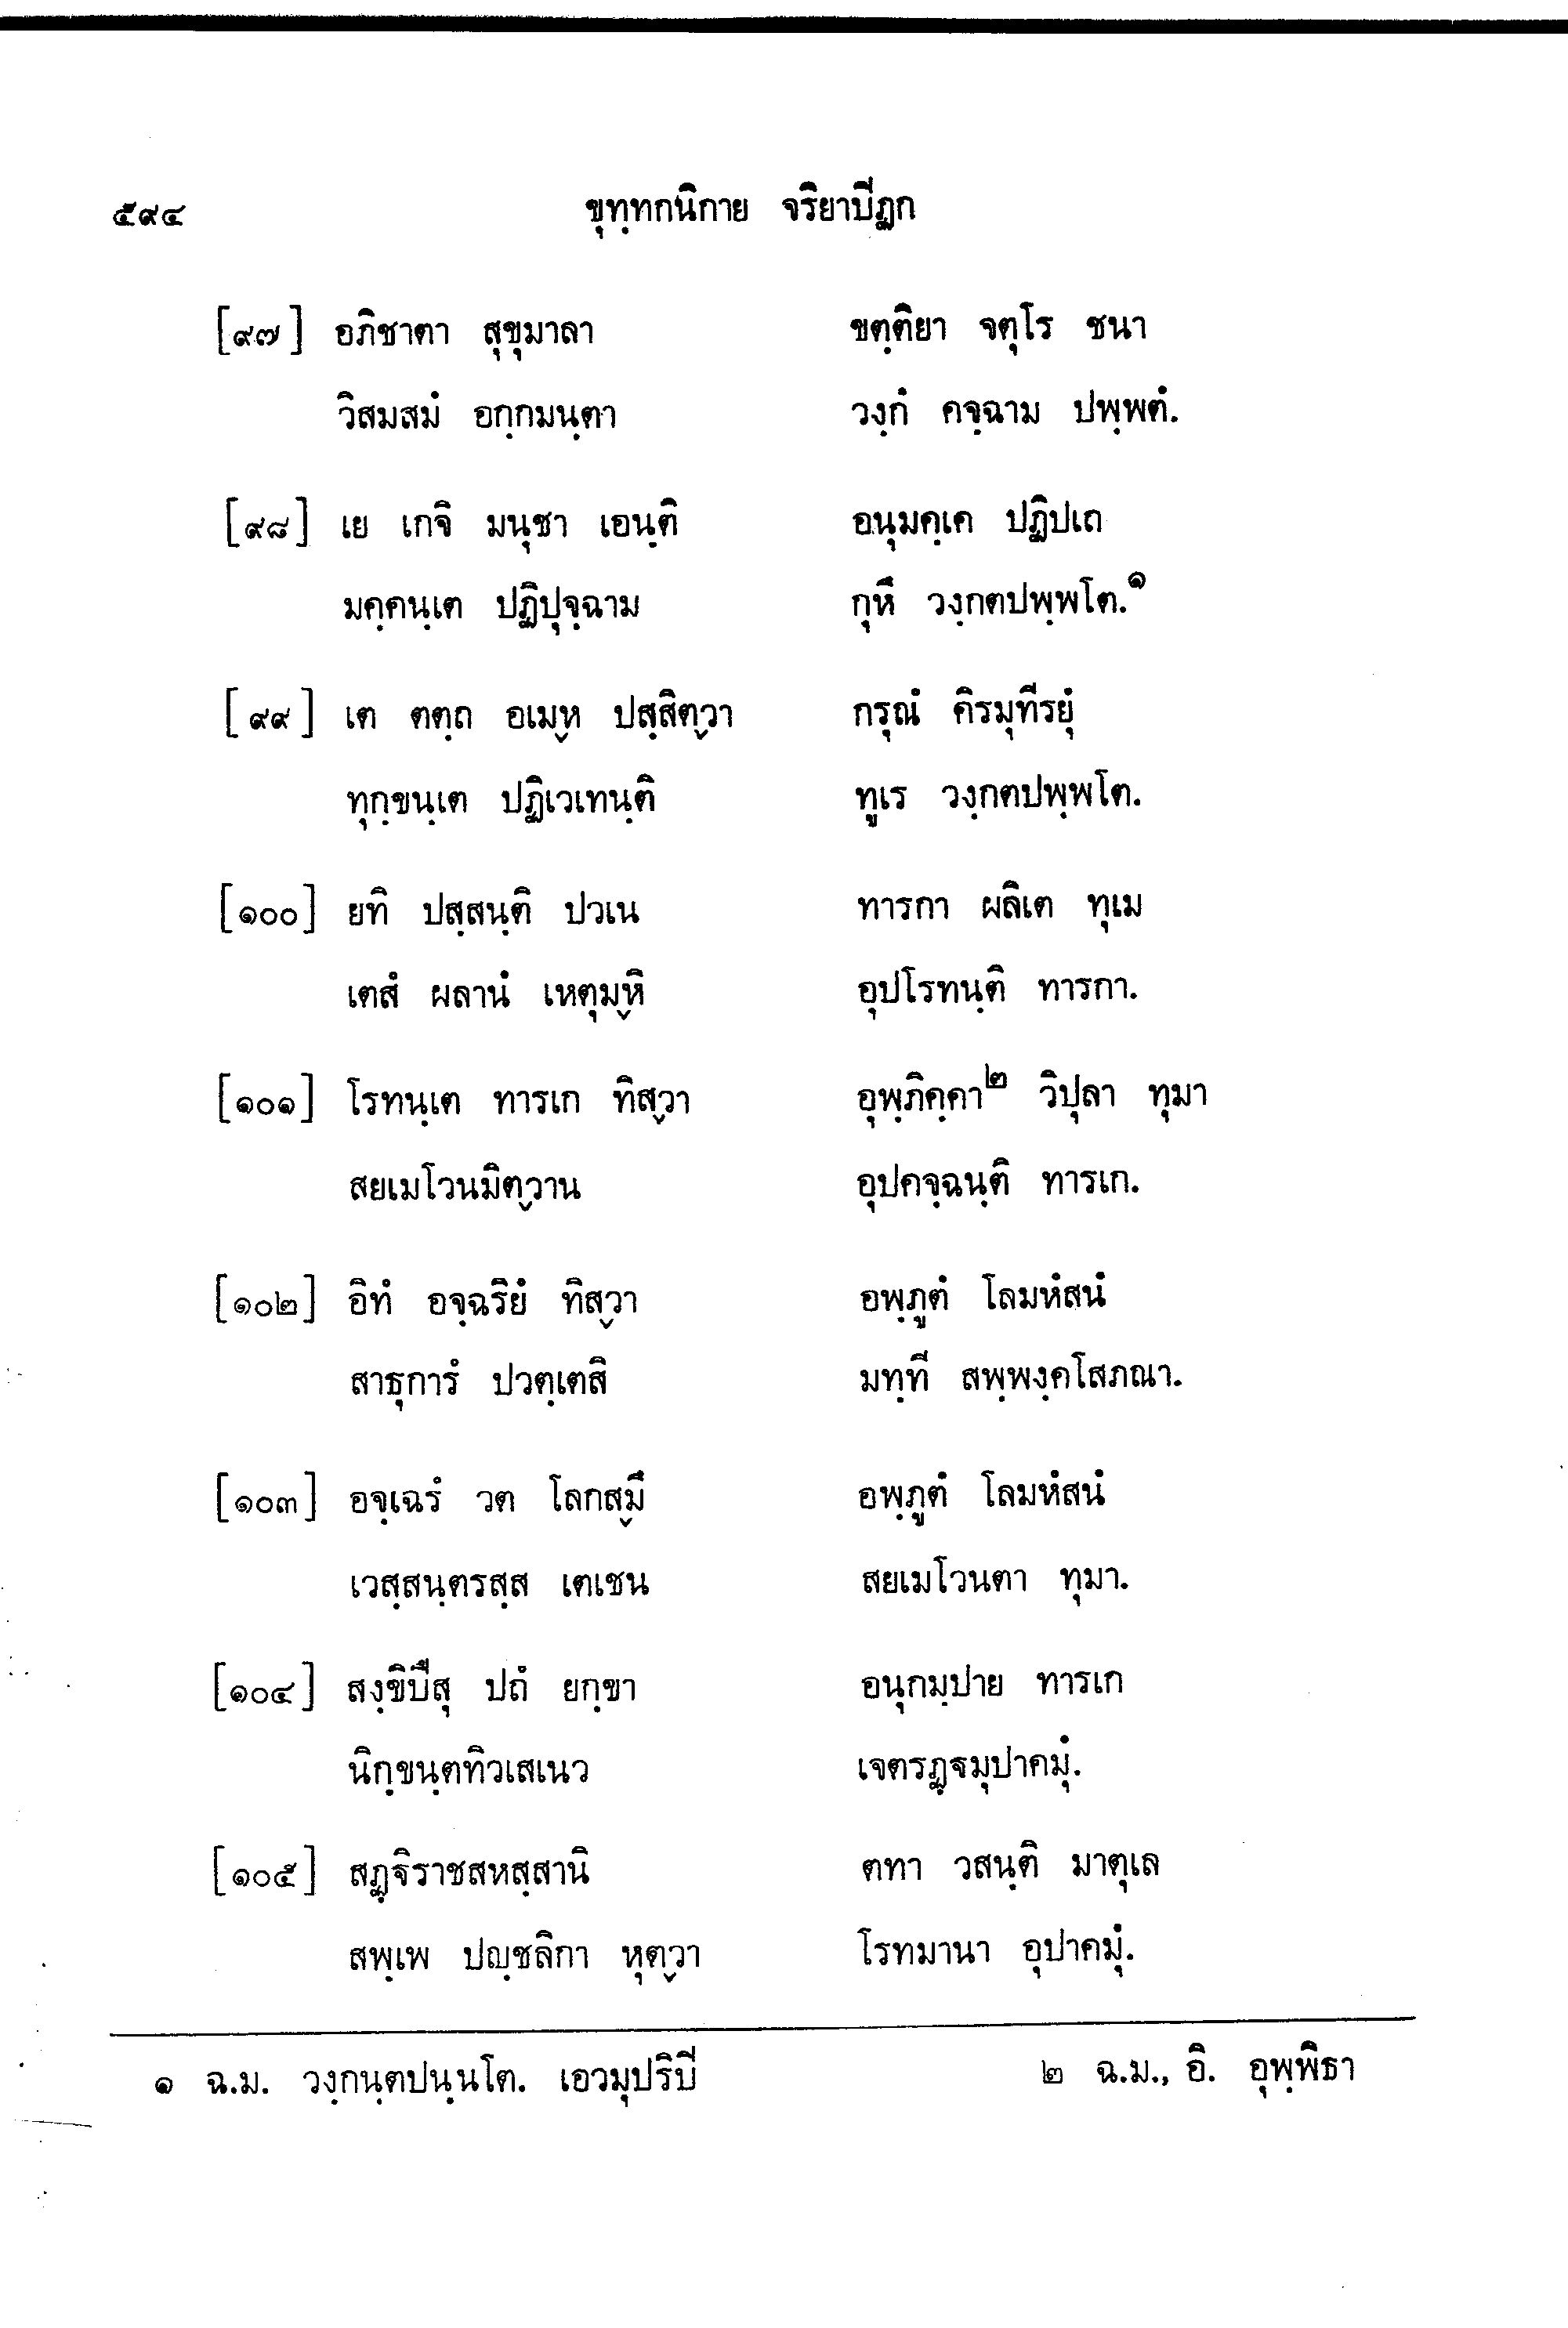 ๕๙๔ ขุทฺทกนิกาย จริยาปิฏก
[๙๗] อภิชาตา สุขุมาลา ขตฺติยา จตุโร ชนา
วิสมสมํ อกฺกมนฺตา วงฺกํ คจฺฉาม ปพฺพตํ.
[๙๘] เย เกจิ มนุชา เอนฺติ อนุมคฺเค ปฏิปเถ
มคฺคนฺเต ปฏิปุจฺฉาม กุหึ วงฺกตปพฺพโต.๑
[๙๙] เต ตตฺถ อเมฺห ปสฺสิตฺวา กรุณํ คิรมุทีรยุํ
ทุกฺขนฺเต ปฏิเวเทนฺติ ทูเร วงฺกตปพฺพโต.
[๑๐๐] ยทิ ปสฺสนฺติ ปวเน ทารกา ผลิเต ทุเม
เตสํ ผลานํ เหตุมฺหิ อุปโรทนฺติ ทารกา.
[๑๐๑] โรทนฺเต ทารเก ทิสฺวา อุพฺภิคฺคา๒ วิปุลา ทุมา
สยเมโวนมิตฺวาน อุปคจฺฉนฺติ ทารเก.
[๑๐๒] อิทํ อจฺฉริยํ ทิสฺวา อพฺภูตํ โลมหํสนํ
สาธุการํ ปวตฺเตสิ มทฺที สพฺพงฺคโสภณา.
[๑๐๓] อจฺเฉรํ วต โลกสฺมึ อพฺภูตํ โลมหํสนํ
เวสฺสนฺตรสฺส เตเชน สยเมโวนตา ทุมา.
[๑๐๔] สงฺขิปึสุ ปถํ ยกฺขา อนุกมฺปาย ทารเก
นิกฺขนฺตทิวเสเนว เจตรฏฺฐมุปาคมุํ.
[๑๐๕] สฏฺฐิราชสหสฺสานิ ตทา วสนฺติ มาตุเล
สพฺเพ ปญฺชลิกา หุตฺวา โรทมานา อุปาคมุํ.
๑ ฉ.ม. วงฺกนฺตปนฺนโต. เอวมุปริปิ ๒ ฉ.ม., อิ. อุพฺพิธา